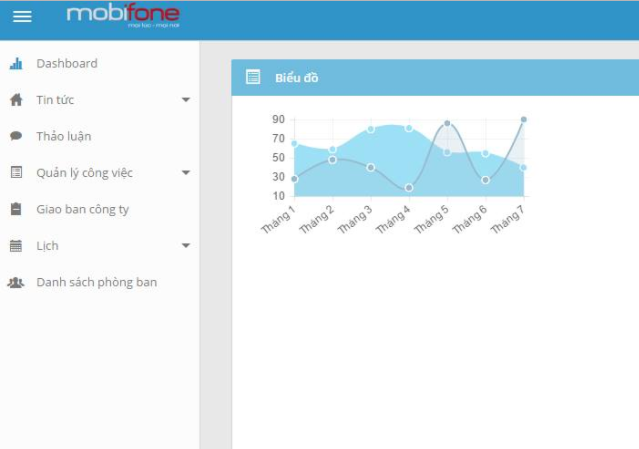 mobifone
mọi lúc - mọi nơi
Dashboard
Tin tức
Thảo luận
Quản lý công việc
Giao ban công ty
Lịch
Danh sách phòng ban
Biểu đồ
90
70
50
30
10
Tháng 1 Tháng 2 Tháng 3 Tháng 4 Tháng 5 Tháng 6 Tháng 7